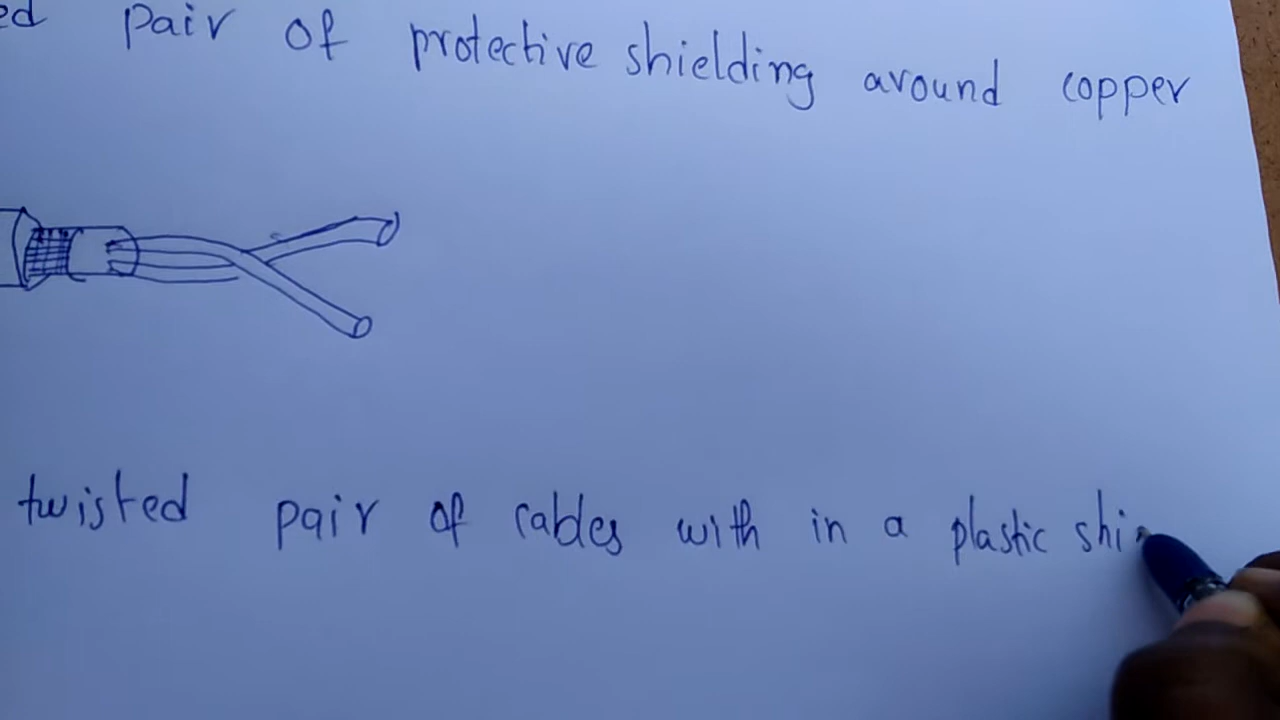 ed pair of protective shielding around copper
twisted pair of cables with in a plastic shi